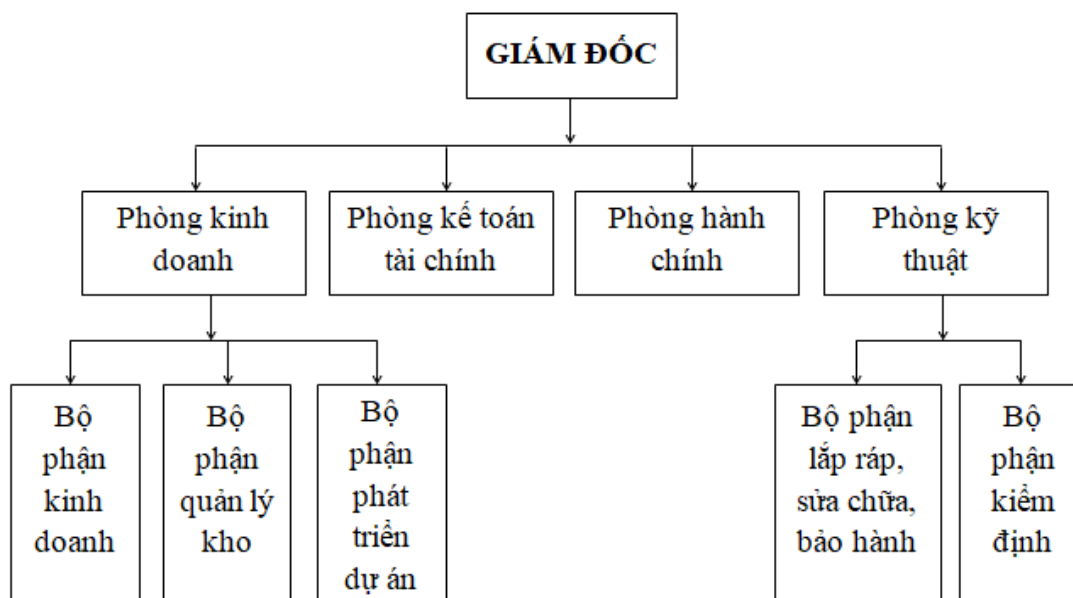 GIÁM ĐỐC
Phòng kinh
doanh
Phòng kế toán
tài chính
Phòng hành
chính
Phòng kỹ
thuật
Bộ
phận
kinh
doanh
Bộ
phận
quản lý
kho
Bộ
phận
phát
triển
dự án
Bộ phận
lắp ráp,
sửa chữa,
bảo hành
Bộ
phận
kiểm
định